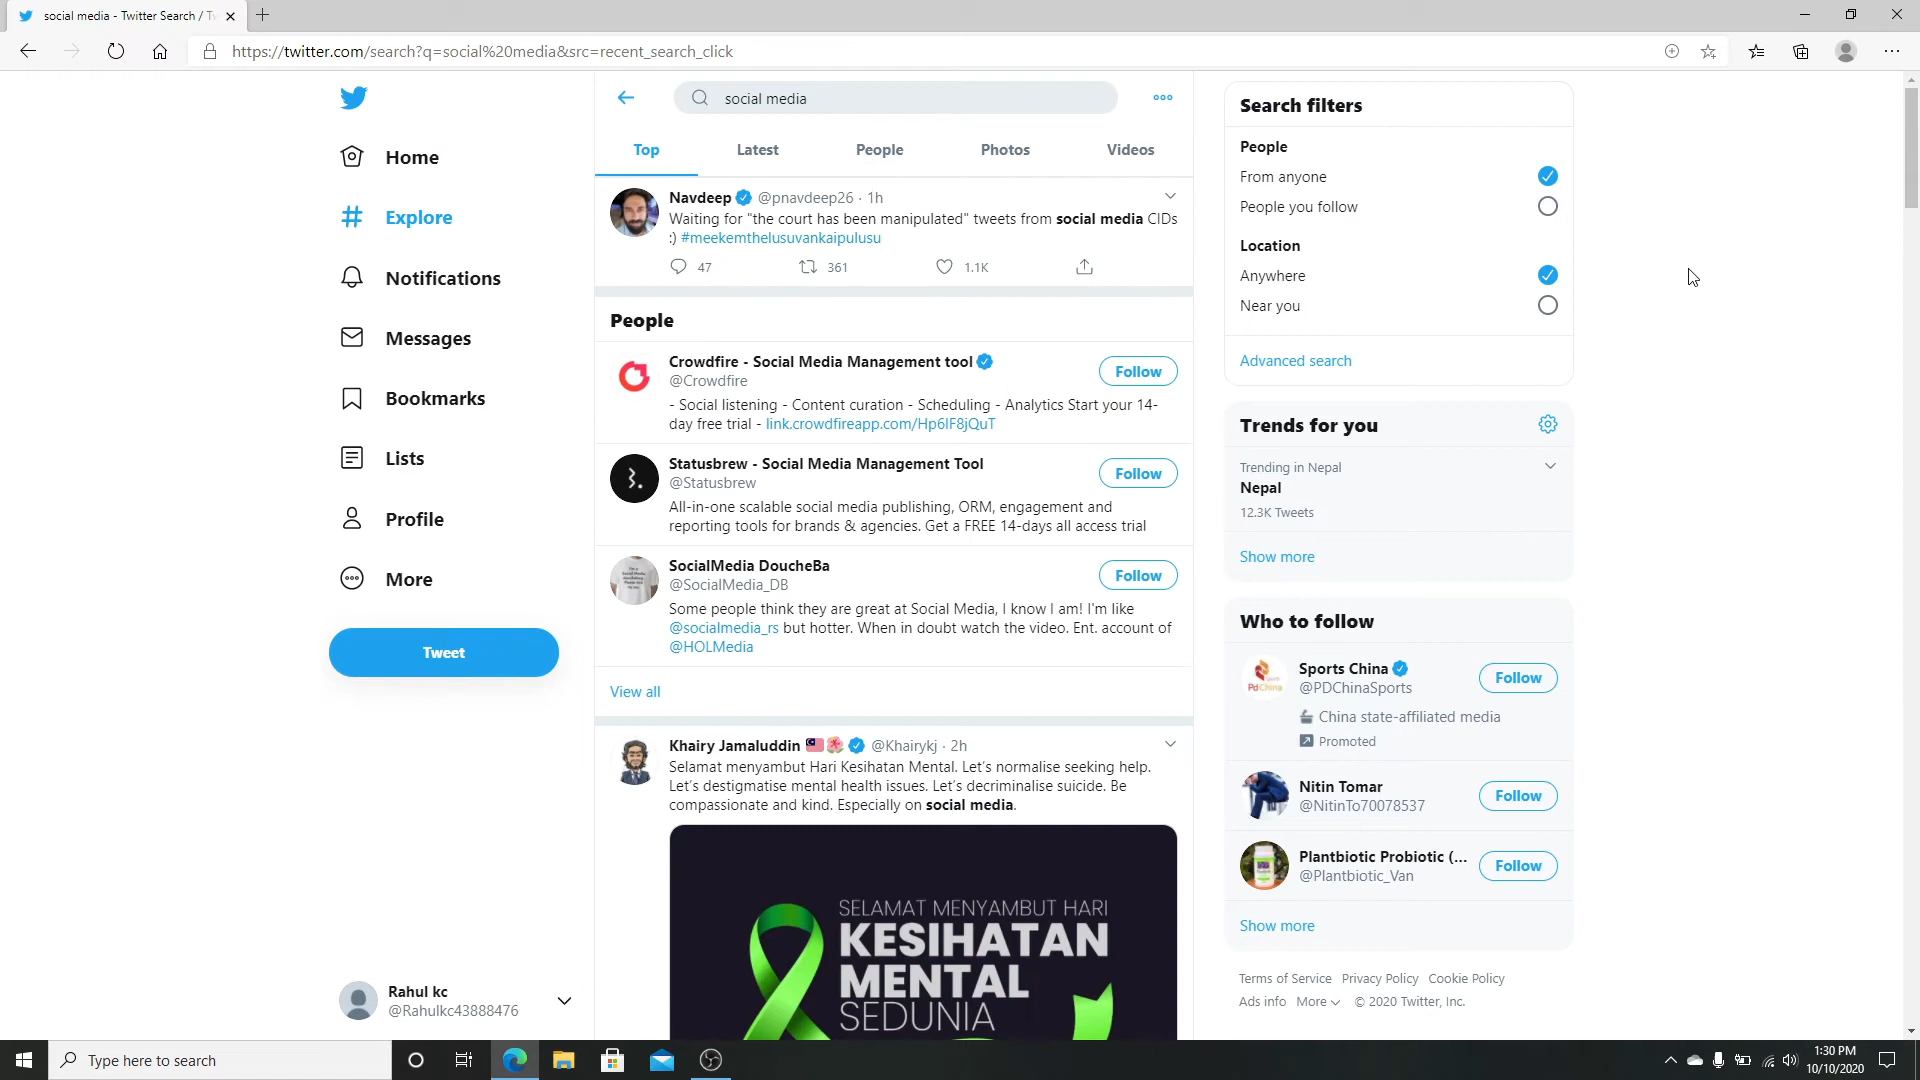 social media - Twitter Search / Tw
https://twitter.com/search?q=social%20media&src=recent_search_click
Home
Explore
Notifications
Messages
Bookmarks
Lists
Profile
More
Tweet
Rahul kc
@Rahulkc43888476
social media
Top Latest People Photos Videos
Navdeep @pnavdeep26 · 1h
Waiting for "the court has been manipulated" tweets from social media CIDs
:) #meekemthelusuvankaipulusu
47 361 1.1K
People
Crowdfire - Social Media Management tool
@Crowdfire
Follow
- Social listening - Content curation - Scheduling - Analytics Start your 14-
day free trial - link.crowdfireapp.com/Hp6IF8jQuT
Statusbrew - Social Media Management Tool
@Statusbrew
Follow
All-in-one scalable social media publishing, ORM, engagement and
reporting tools for brands & agencies. Get a FREE 14-days all access trial
SocialMedia DoucheBa
@SocialMedia_DB
Follow
Some people think they are great at Social Media, I know I am! I'm like
@socialmedia_rs but hotter. When in doubt watch the video. Ent. account of
@HOLMedia
View all
Khairy Jamaluddin @Khairykj · 2h
Selamat menyambut Hari Kesihatan Mental. Let's normalise seeking help.
Let's destigmatise mental health issues. Let's decriminalise suicide. Be
compassionate and kind. Especially on social media.
SELAMAT MENYAMBUT HARI
KESIHATAN
MENTAL
SEDUNIA
Search filters
People
From anyone
People you follow
Location
Anywhere
Near you
Advanced search
Trends for you
Trending in Nepal
Nepal
12.3K Tweets
Show more
Who to follow
Sports China
@PDChinaSports
Follow
China state-affiliated media
Promoted
Nitin Tomar
@NitinTo70078537
Follow
Plantbiotic Probiotic (...
@Plantbiotic_Van
Follow
Show more
Terms of Service Privacy Policy Cookie Policy
Ads info More © 2020 Twitter, Inc.
Type here to search
1:30 PM
10/10/2020